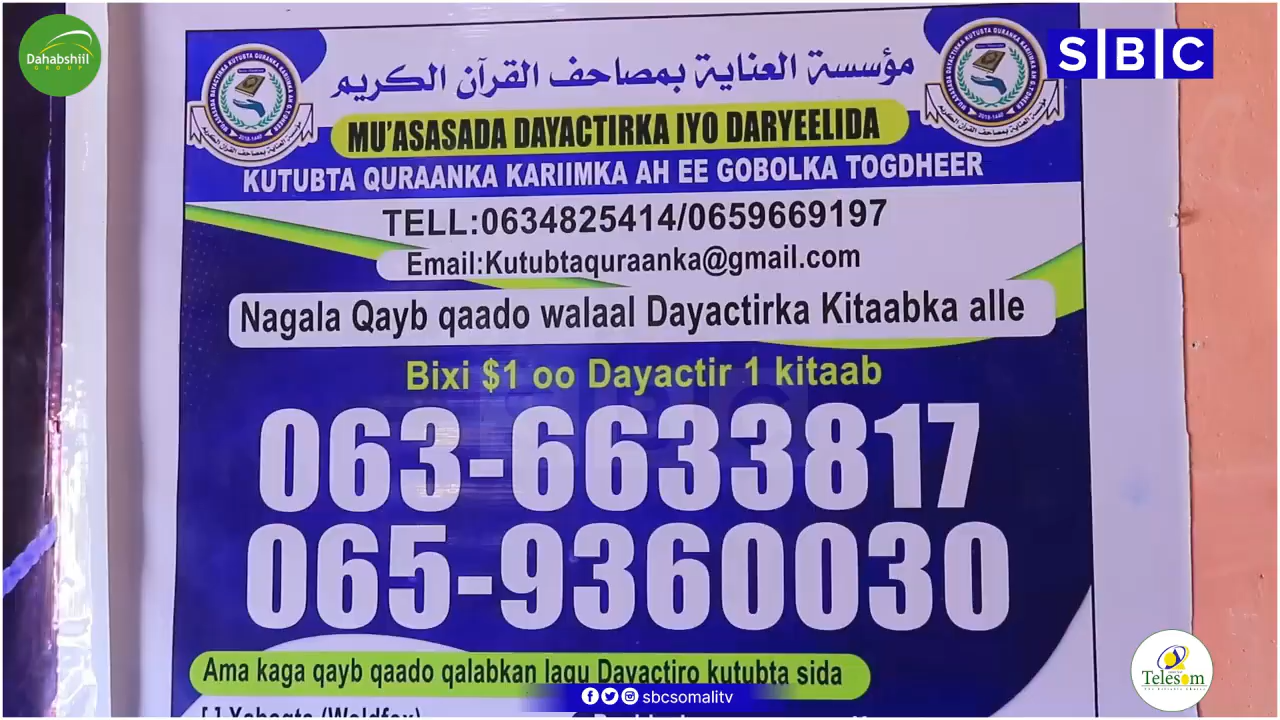 Dahabshiil
GROUP
SBC
مؤسسة العناية بمصاحف القرآن الكريم
MU'ASASADA DAYACTIRKA IYO DARYEELIDA
KUTUBTA QURAANKA KARIIMKA AH EE GOBOLKA TOGDHEER
TELL:0634825414/0659669197
Email:Kutubtaquraanka@gmail.com
Nagala Qayb qaado walaal Dayactirka Kitaabka alle
Bixi $1 oo Dayactir 1 kitaab
063-6633817
065-9360030
Ama kaga qayb qaado qalabkan lagu Dayactiro kutubta sida
sbcsomalitv
Telesom